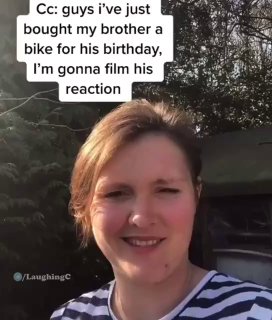 Cc: guys i've just
bought my brother a
bike for his birthday,
I'm gonna film his
reaction
/LaughingC